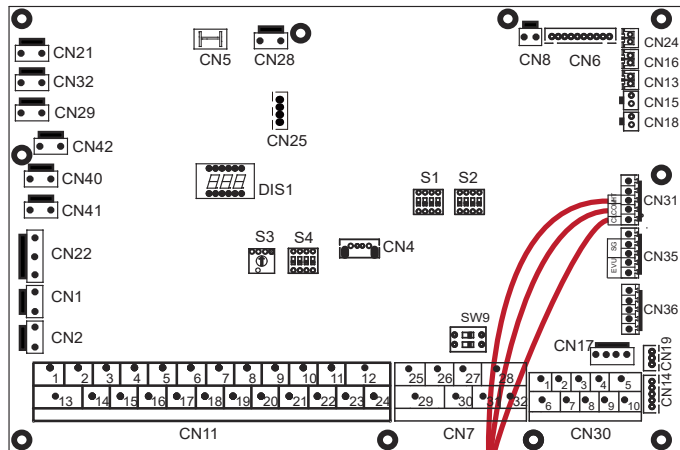 CN21
CN5
CN28
CN8
CN6
CN24
CN32
CN16
CN29
CN13
CN15
CN18
CN42
CN25
CN40
DIS1
S1
S2
CN31
CN41
CN22
S3
S4
CN4
EVU SG
CN35
CN1
CN36
CN2
SW9
CN17
CN19
1 2 3 4 5 6 7 8 9 10 11 12
25 26 27 28
1 2 3 4 5
CN14
13 14 15 16 17 18 19 20 21 22 23 24
29 30 31 32
6 7 8 9 10
CN11
CN7
CN30